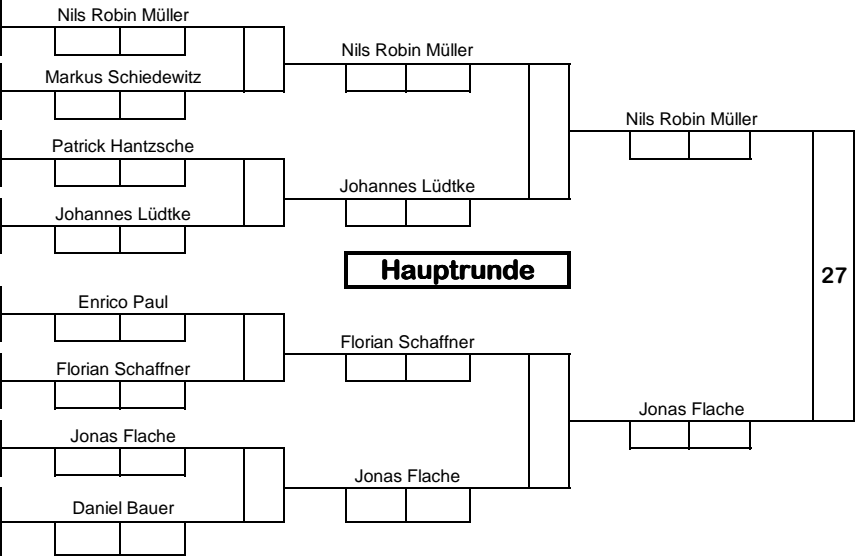 Nils Robin Müller
Markus Schiedewitz
Patrick Hantzsche
Johannes Lüdtke
Enrico Paul
Florian Schaffner
Jonas Flache
Daniel Bauer
Nils Robin Müller
Johannes Lüdtke
Hauptrunde
Florian Schaffner
Jonas Flache
Nils Robin Müller
Jonas Flache
27